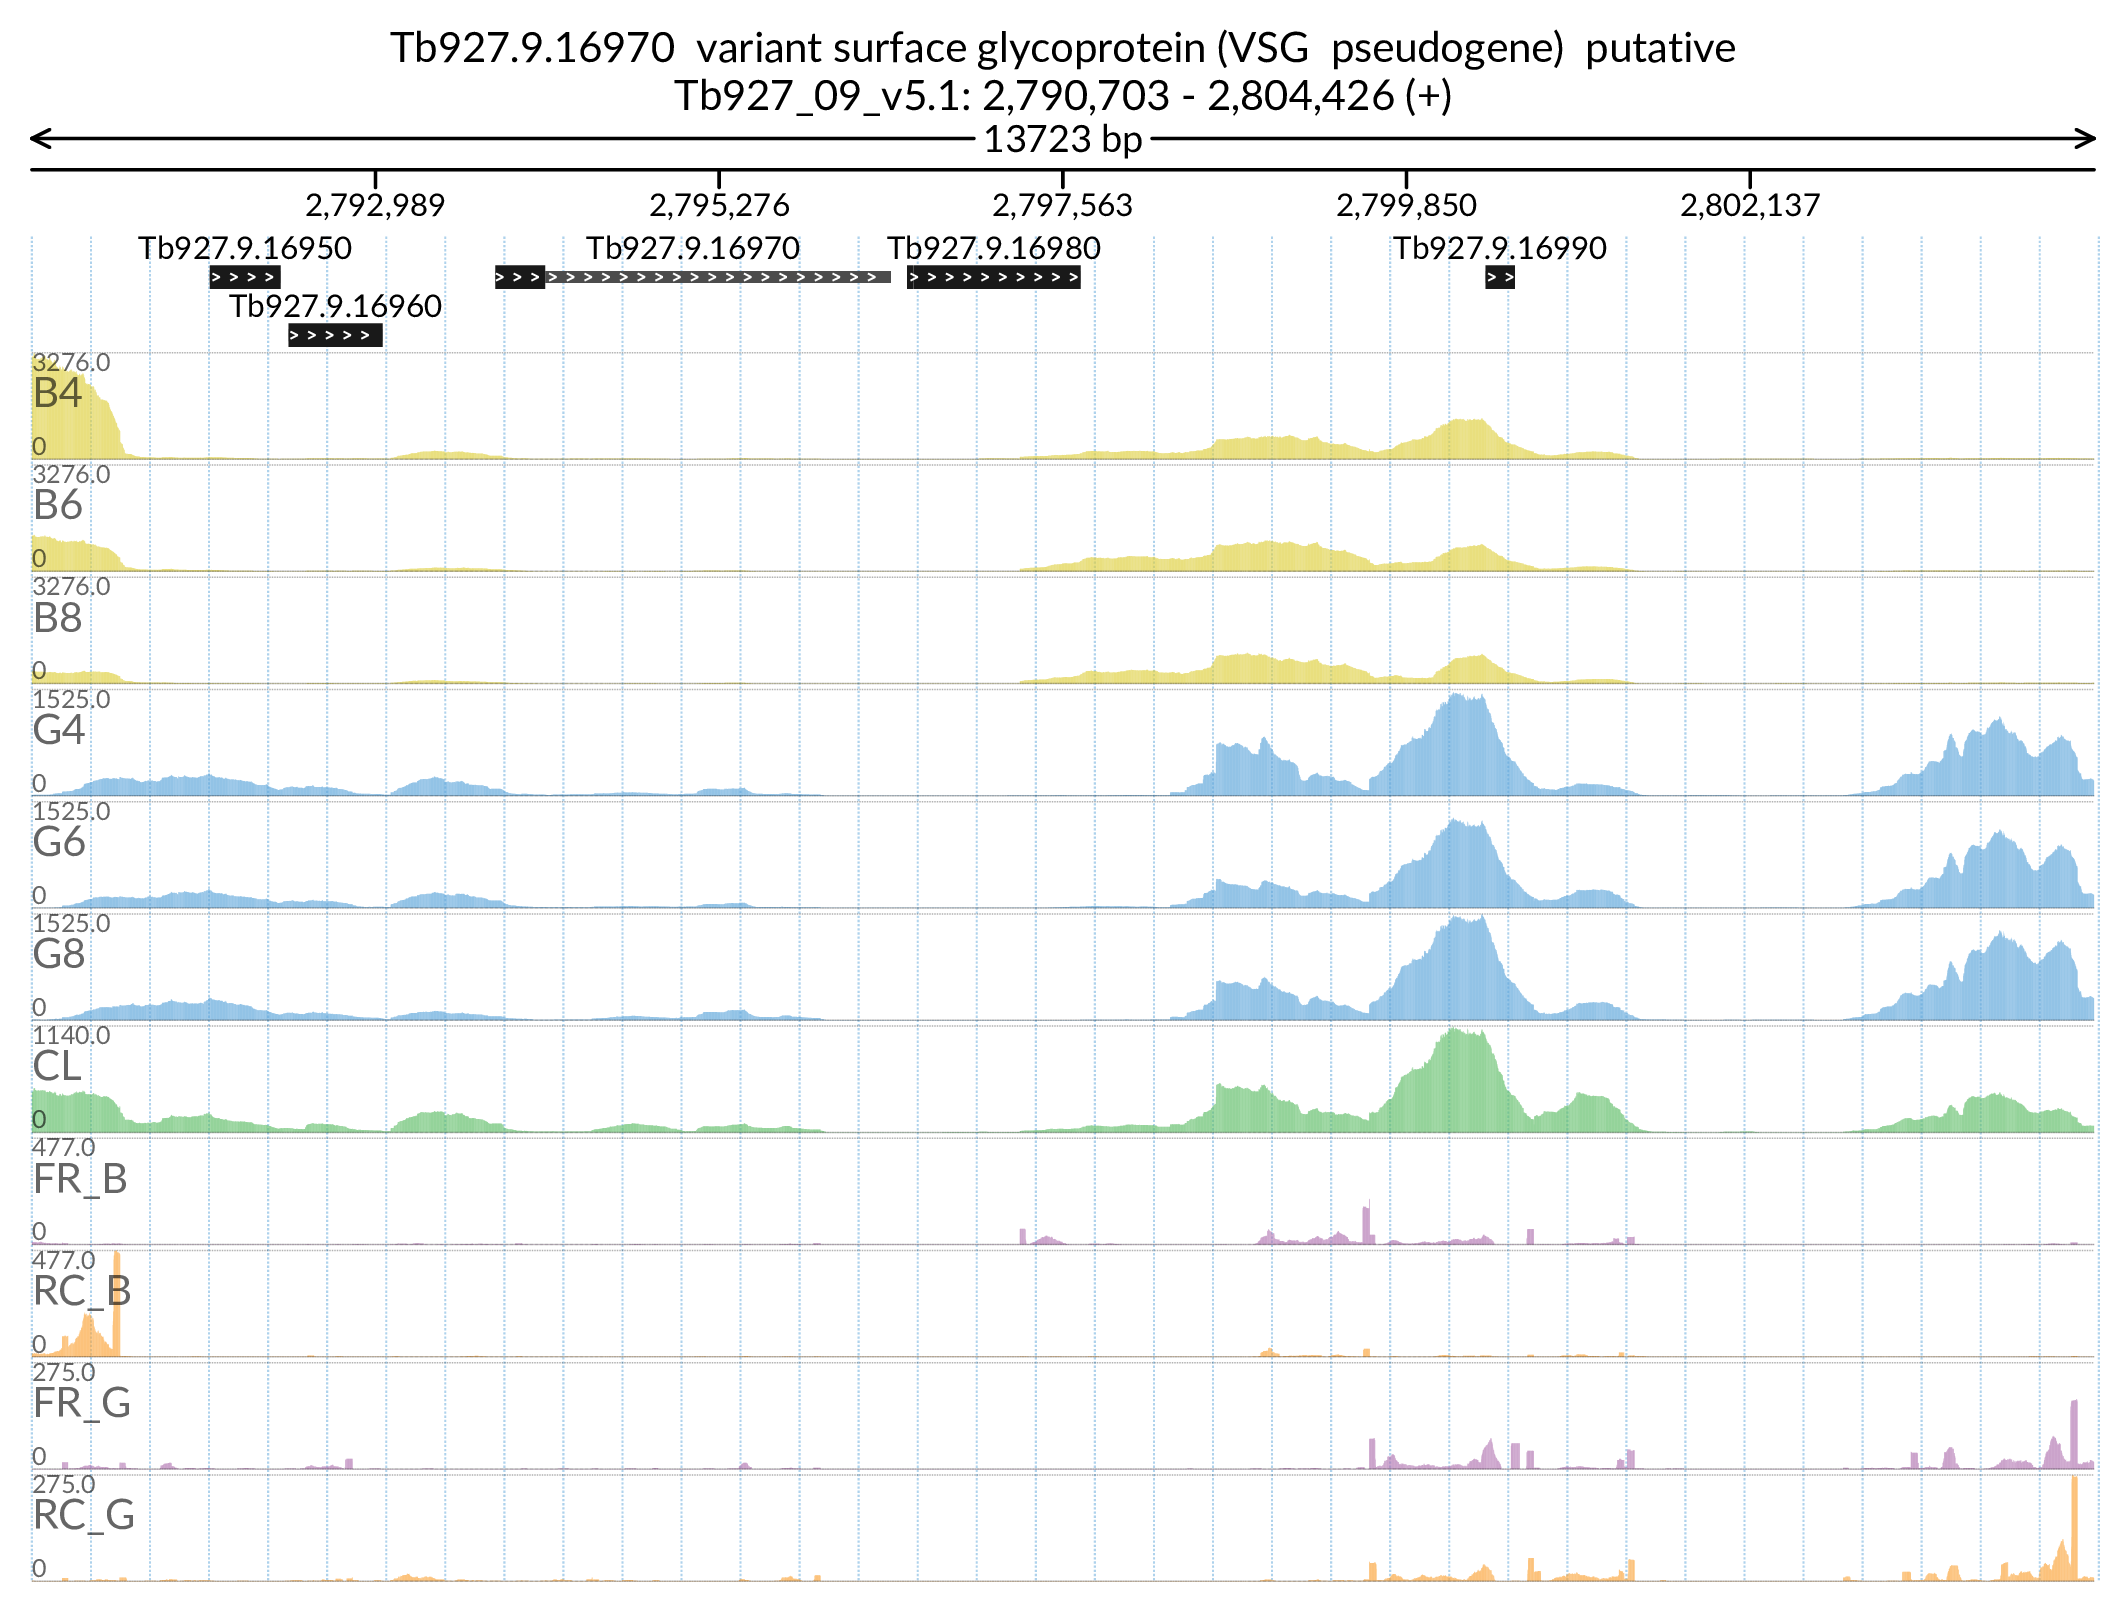 Tb927.9.16970  variant surface glycoprotein (VSG  pseudogene)  putative
Tb927_09_v5.1: 2,790,703 - 2,804,426 (+)
13723 bp
2,792,989 2,795,276 2,797,563 2,799,850 2,802,137
Tb927.9.16950 Tb927.9.16970 Tb927.9.16980 Tb927.9.16990
Tb927.9.16960
3276.0
B4
0
3276.0
B6
0
3276.0
B8
0
1525.0
G4
0
1525.0
G6
0
1525.0
G8
0
1140.0
CL
0
477.0
FR_B
0
477.0
RC_B
0
275.0
FR_G
0
275.0
RC_G
0